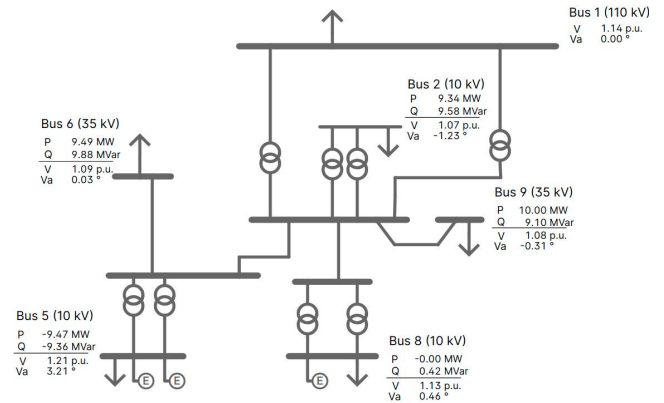 Bus 1 (110 kV)
V 1.14 p.u.
Va 0.00 °
Bus 2 (10 kV)
P 9.34 MW
Q 9.58 MVar
V 1.07 p.u.
Va -1.23 °
Bus 6 (35 kV)
P 9.49 MW
Q 9.88 MVar
V 1.09 p.u.
Va 0.03 °
Bus 9 (35 kV)
P 10.00 MW
Q 9.10 MVar
V 1.08 p.u.
Va -0.31 °
Bus 5 (10 kV)
P -9.47 MW
Q -9.36 MVar
V 1.21 p.u.
Va 3.21 °
E E
Bus 8 (10 kV)
P -0.00 MW
Q 0.42 MVar
V 1.13 p.u.
Va 0.46 °
E